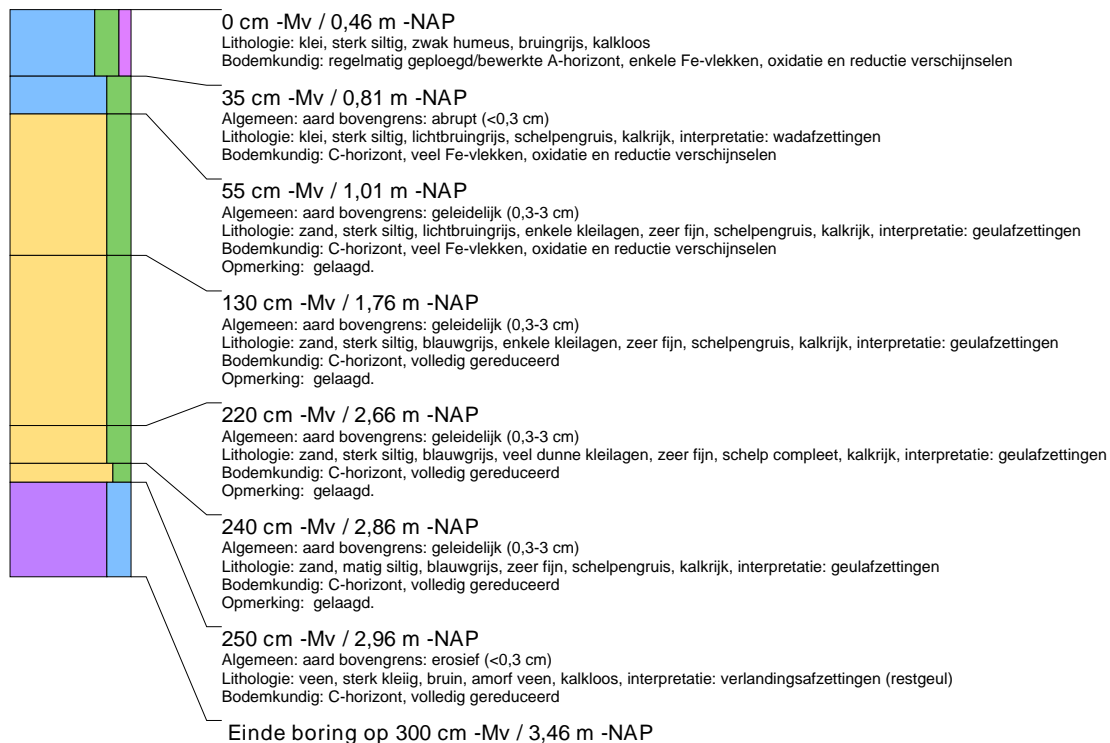 0 cm -Mv / 0,46 m -NAP
Lithologie: klei, sterk siltig, zwak humeus, bruingrijs, kalkloos
Bodemkundig: regelmatig geploegd/bewerkte A-horizont, enkele Fe-vlekken, oxidatie en reductie verschijnselen
35 cm -Mv / 0,81 m -NAP
Algemeen: aard bovengrens: abrupt (<0,3 cm)
Lithologie: klei, sterk siltig, lichtbruingrijs, schelpengruis, kalkrijk, interpretatie: wadafzettingen
Bodemkundig: C-horizont, veel Fe-vlekken, oxidatie en reductie verschijnselen
55 cm -Mv / 1,01 m -NAP
Algemeen: aard bovengrens: geleidelijk (0,3-3 cm)
Lithologie: zand, sterk siltig, lichtbruingrijs, enkele kleilagen, zeer fijn, schelpengruis, kalkrijk, interpretatie: geulafzettingen
Bodemkundig: C-horizont, veel Fe-vlekken, oxidatie en reductie verschijnselen
Opmerking: gelaagd.
130 cm -Mv / 1,76 m -NAP
Algemeen: aard bovengrens: geleidelijk (0,3-3 cm)
Lithologie: zand, sterk siltig, blauwgrijs, enkele kleilagen, zeer fijn, schelpengruis, kalkrijk, interpretatie: geulafzettingen
Bodemkundig: C-horizont, volledig gereduceerd
Opmerking: gelaagd.
220 cm -Mv / 2,66 m -NAP
Algemeen: aard bovengrens: geleidelijk (0,3-3 cm)
Lithologie: zand, sterk siltig, blauwgrijs, veel dunne kleilagen, zeer fijn, schelp compleet, kalkrijk, interpretatie: geulafzettingen
Bodemkundig: C-horizont, volledig gereduceerd
Opmerking: gelaagd.
240 cm -Mv / 2,86 m -NAP
Algemeen: aard bovengrens: geleidelijk (0,3-3 cm)
Lithologie: zand, matig siltig, blauwgrijs, zeer fijn, schelpengruis, kalkrijk, interpretatie: geulafzettingen
Bodemkundig: C-horizont, volledig gereduceerd
Opmerking: gelaagd.
250 cm -Mv / 2,96 m -NAP
Algemeen: aard bovengrens: erosief (<0,3 cm)
Lithologie: veen, sterk kleiig, bruin, amorf veen, kalkloos, interpretatie: verlandingsafzettingen (restgeul)
Bodemkundig: C-horizont, volledig gereduceerd
Einde boring op 300 cm -Mv / 3,46 m -NAP